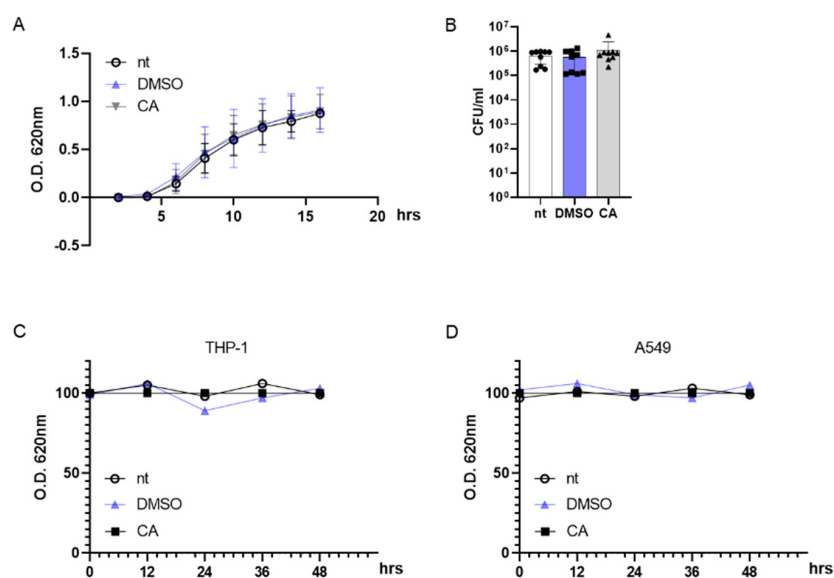 A
O.D. 620nm
1.5
1.0
0.5
0.0
-0.5
5
10
15
20
hrs
nt
DMSO
CA
B
CFU/ml
10⁷
10⁶
10⁵
10⁴
10³
10²
10¹
10⁰
nt DMSO CA
C
THP-1
O.D. 620nm
100
50
0
nt
DMSO
CA
0 12 24 36 48 hrs
D
A549
O.D. 620nm
100
50
0
nt
DMSO
CA
0 12 24 36 48 hrs